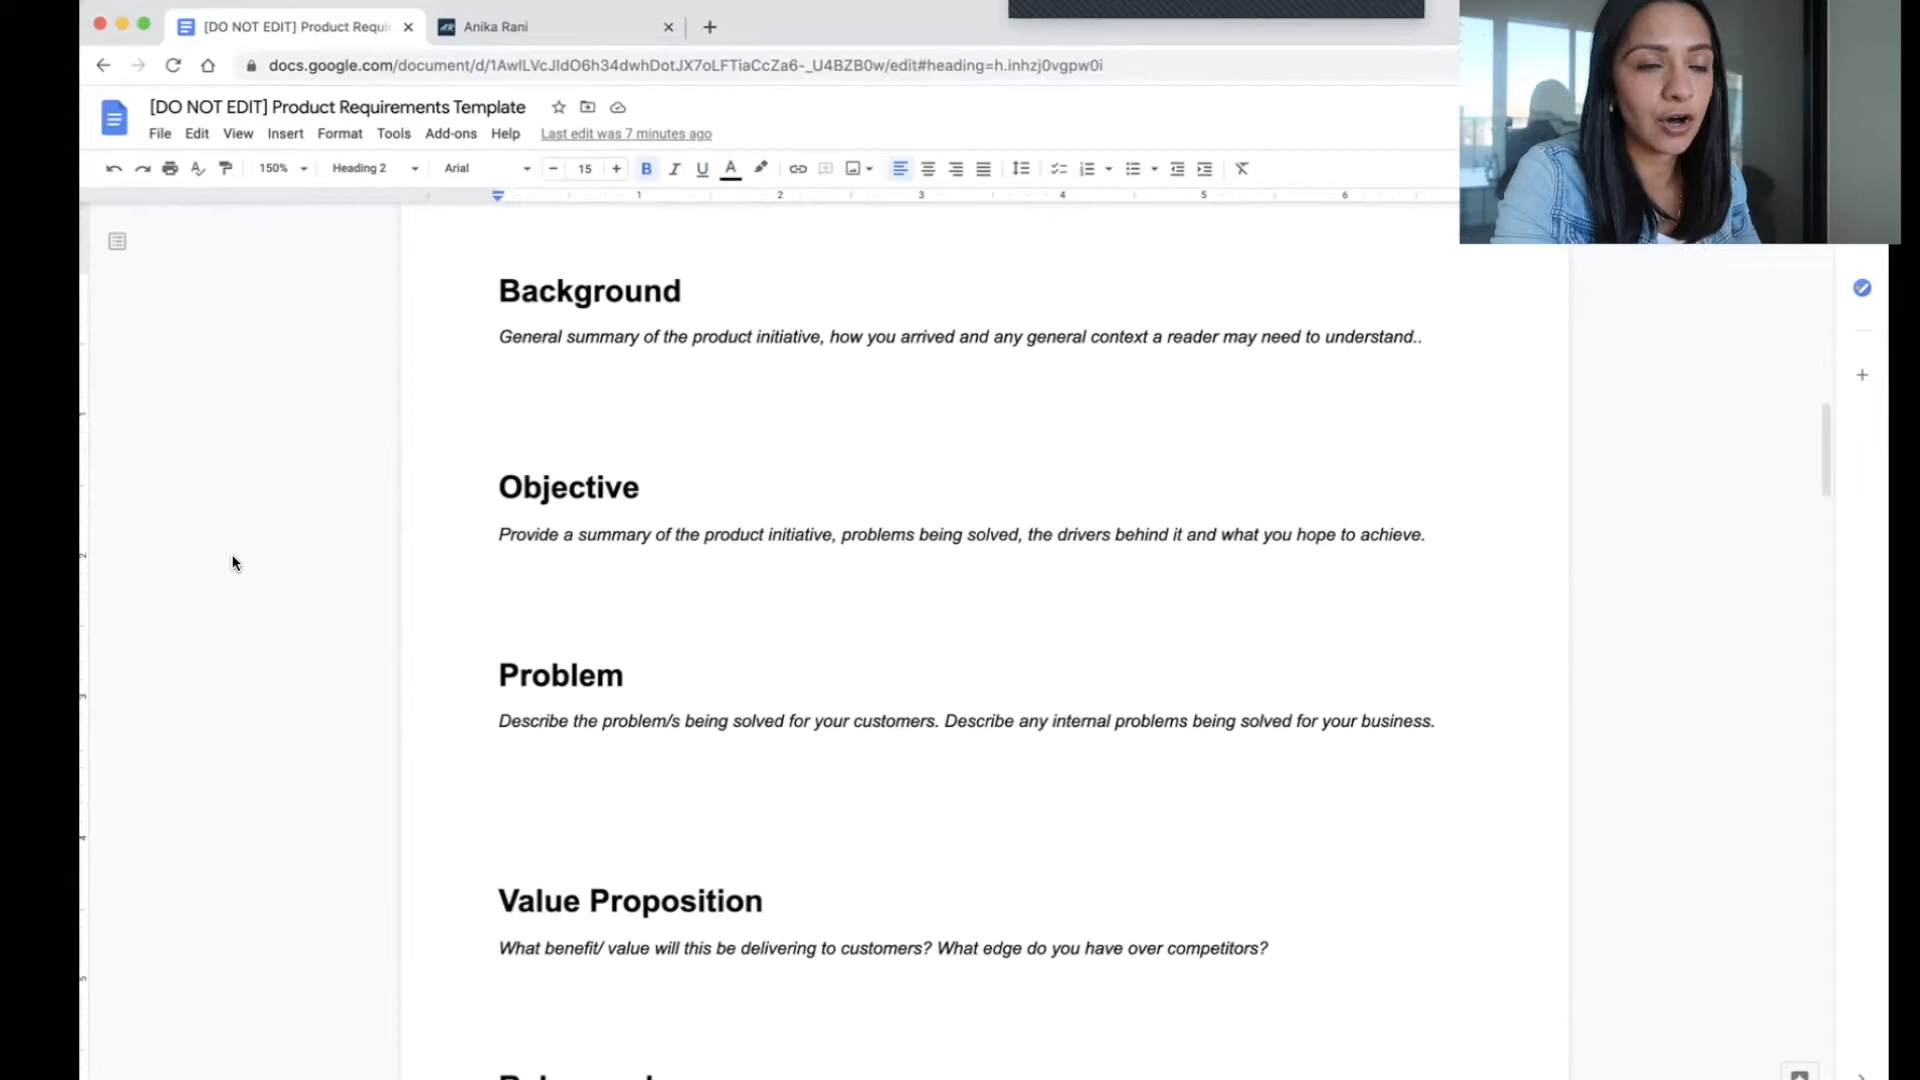 [DO NOT EDIT] Product Requi
Anika Rani
docs.google.com/document/d/1AwlLVcJldO6h34dwhDotJX7oLFTiaCcZa6-_U4BZB0w/edit#heading=h.inhzj0vgpw0i
[DO NOT EDIT] Product Requirements Template
File Edit View Insert Format Tools Add-ons Help Last edit was 7 minutes ago
150% Heading 2 Arial 15 B I U A
1 2 3 4 5 6
Background
General summary of the product initiative, how you arrived and any general context a reader may need to understand..
Objective
Provide a summary of the product initiative, problems being solved, the drivers behind it and what you hope to achieve.
Problem
Describe the problem/s being solved for your customers. Describe any internal problems being solved for your business.
Value Proposition
What benefit/ value will this be delivering to customers? What edge do you have over competitors?